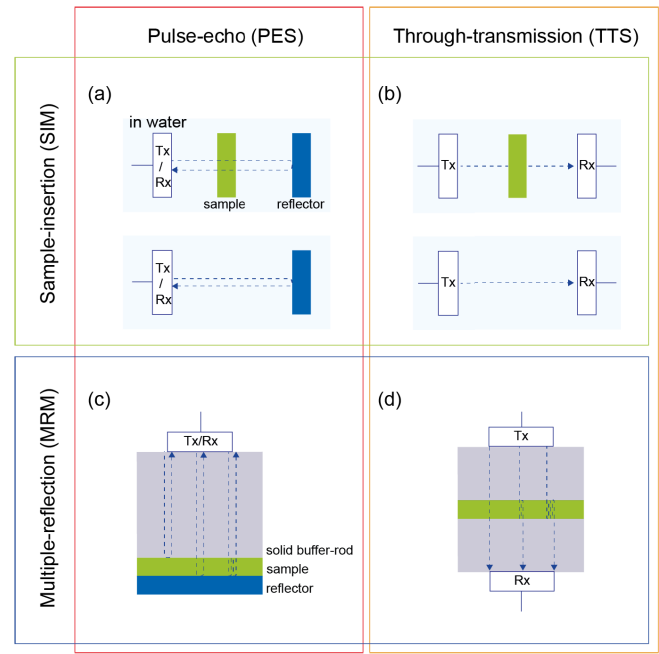 Pulse-echo (PES)
Through-transmission (TTS)
Sample-insertion (SIM)
(a)
in water
Tx
/
Rx
sample
reflector
Tx
/
Rx
(b)
Tx
Rx
Tx
Rx
Multiple-reflection (MRM)
(c)
Tx/Rx
solid buffer-rod
sample
reflector
(d)
Tx
Rx